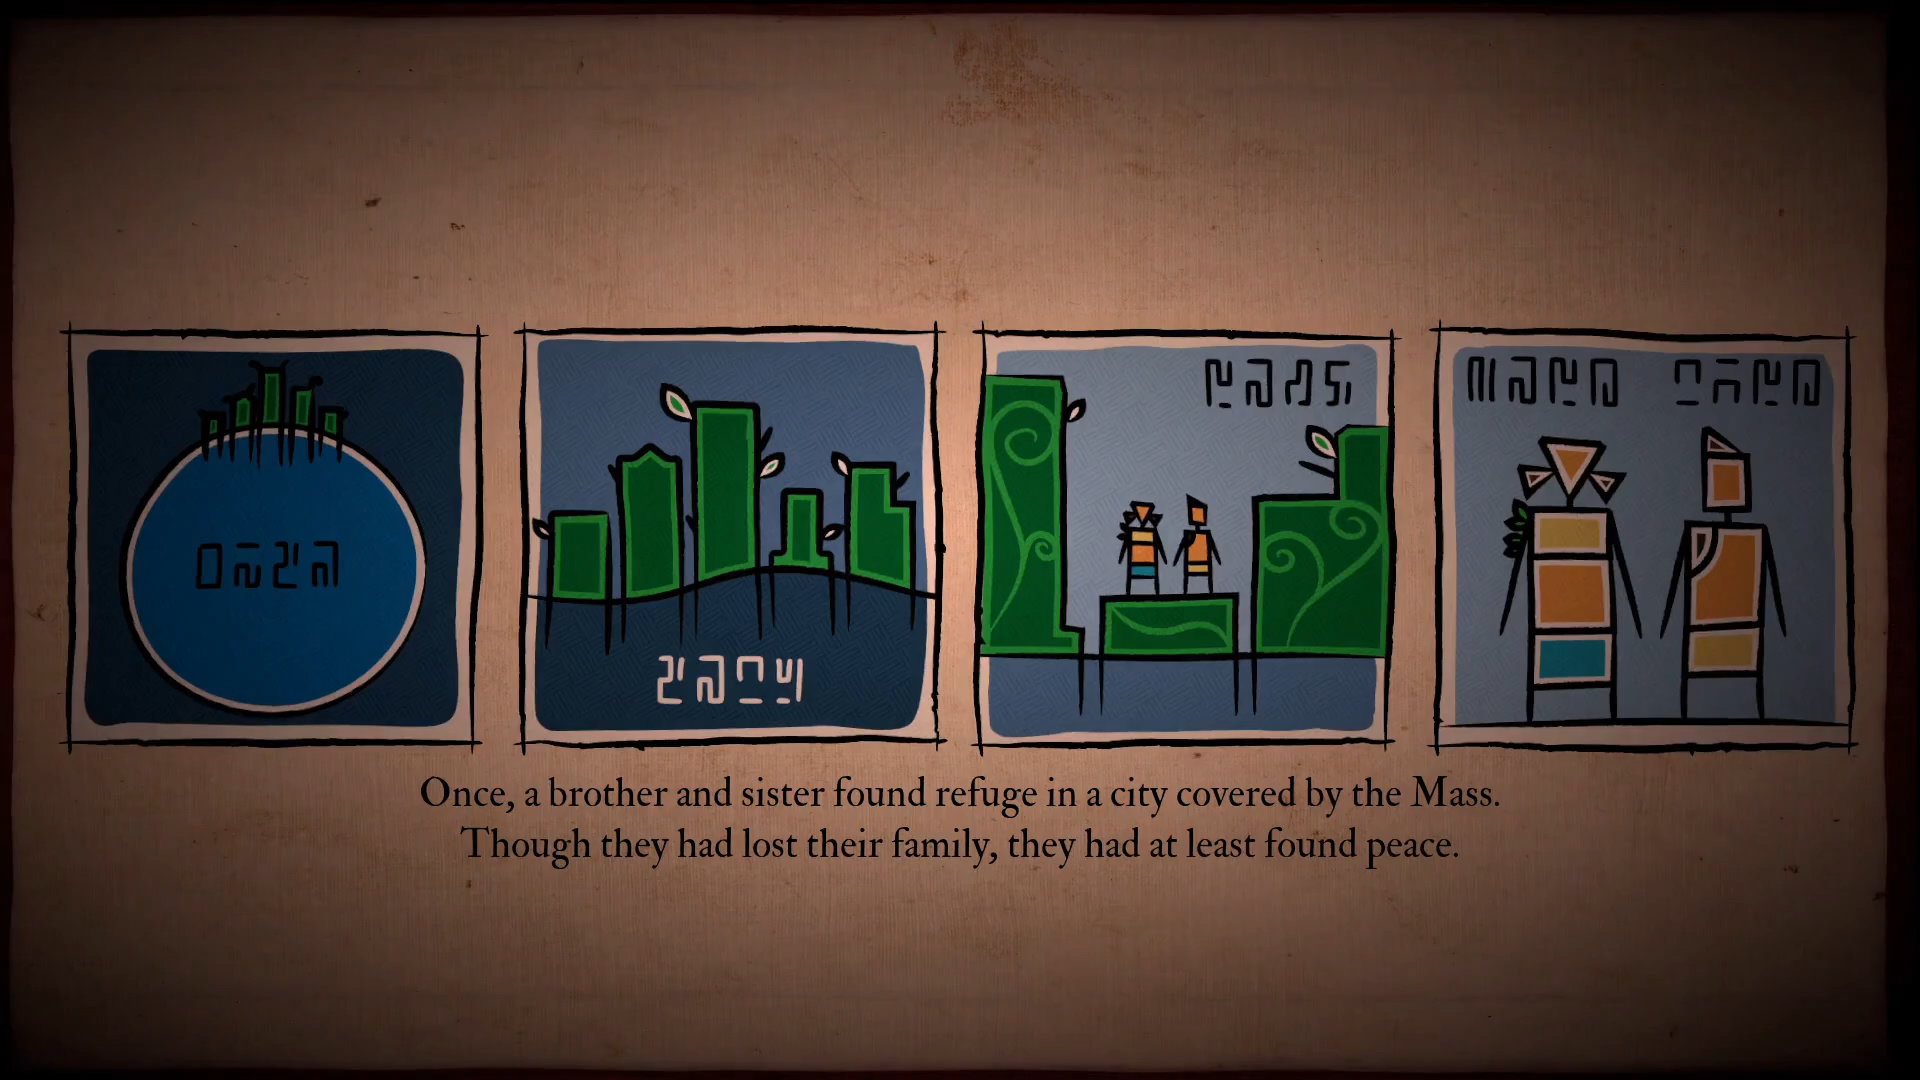 Once, a brother and sister found refuge in a city covered by the Mass.
Though they had lost their family, they had at least found peace.